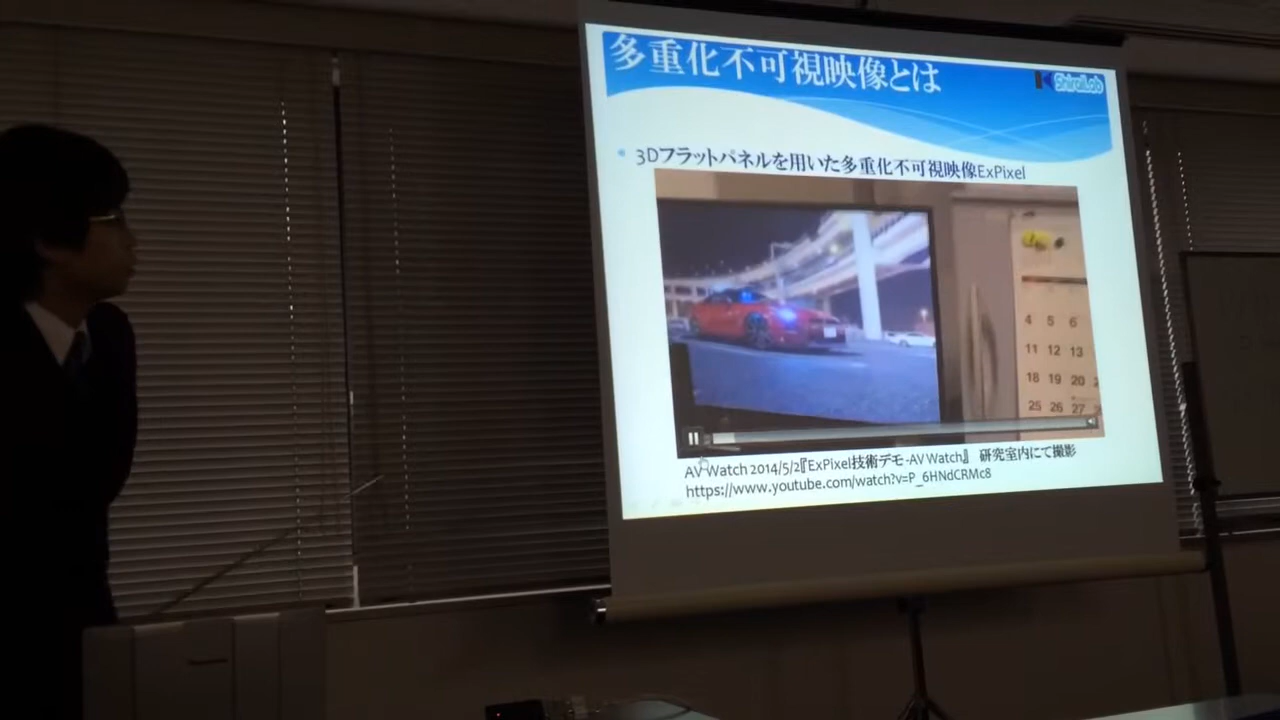 多重化不可視映像とは
ShiraiLab
3Dフラットパネルを用いた多重化不可視映像ExPixel
4 5 6
11 12 13
18 19 20 2
25 26 27
AV Watch 2014/5/2『ExPixel技術デモ-AV Watch』 研究室内にて撮影
https://www.youtube.com/watch?v=P_6HNdCRMc8